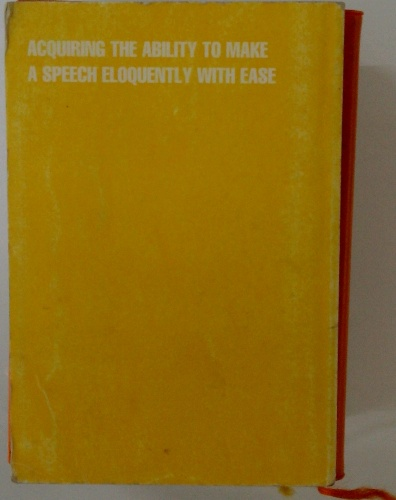 ACQUIRING THE ABILITY TO MAKE
A SPEECH ELOQUENTLY WITH EASE